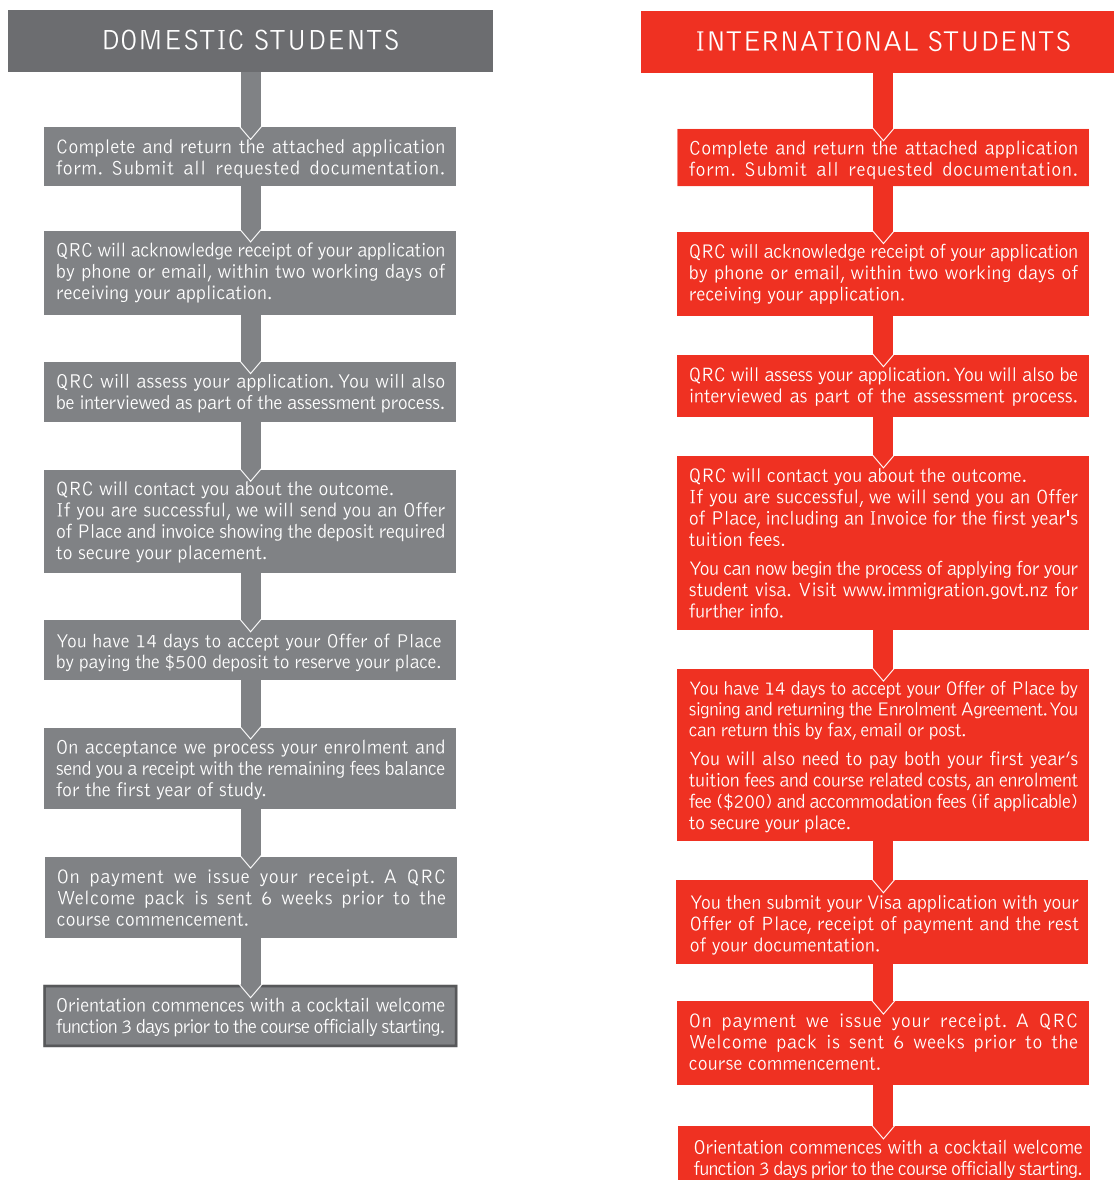 DOMESTIC STUDENTS
Complete and return the attached application
form. Submit all requested documentation.
QRC will acknowledge receipt of your application
by phone or email, within two working days of
receiving your application.
QRC will assess your application. You will also
be interviewed as part of the assessment process.
QRC will contact you about the outcome.
If you are successful, we will send you an Offer
of Place and invoice showing the deposit required
to secure your placement.
You have 14 days to accept your Offer of Place
by paying the $500 deposit to reserve your place.
On acceptance we process your enrolment and
send you a receipt with the remaining fees balance
for the first year of study.
On payment we issue your receipt. A QRC
Welcome pack is sent 6 weeks prior to the
course commencement.
Orientation commences with a cocktail welcome
function 3 days prior to the course officially starting.
INTERNATIONAL STUDENTS
Complete and return the attached application
form. Submit all requested documentation.
QRC will acknowledge receipt of your application
by phone or email, within two working days of
receiving your application.
QRC will assess your application. You will also be
interviewed as part of the assessment process.
QRC will contact you about the outcome.
If you are successful, we will send you an Offer
of Place, including an Invoice for the first year's
tuition fees.
You can now begin the process of applying for your
student visa. Visit www.immigration.govt.nz for
further info.
You have 14 days to accept your Offer of Place by
signing and returning the Enrolment Agreement. You
can return this by fax, email or post.
You will also need to pay both your first year’s
tuition fees and course related costs, an enrolment
fee ($200) and accommodation fees (if applicable)
to secure your place.
You then submit your Visa application with your
Offer of Place, receipt of payment and the rest
of your documentation.
On payment we issue your receipt. A QRC
Welcome pack is sent 6 weeks prior to the
course commencement.
Orientation commences with a cocktail welcome
function 3 days prior to the course officially starting.